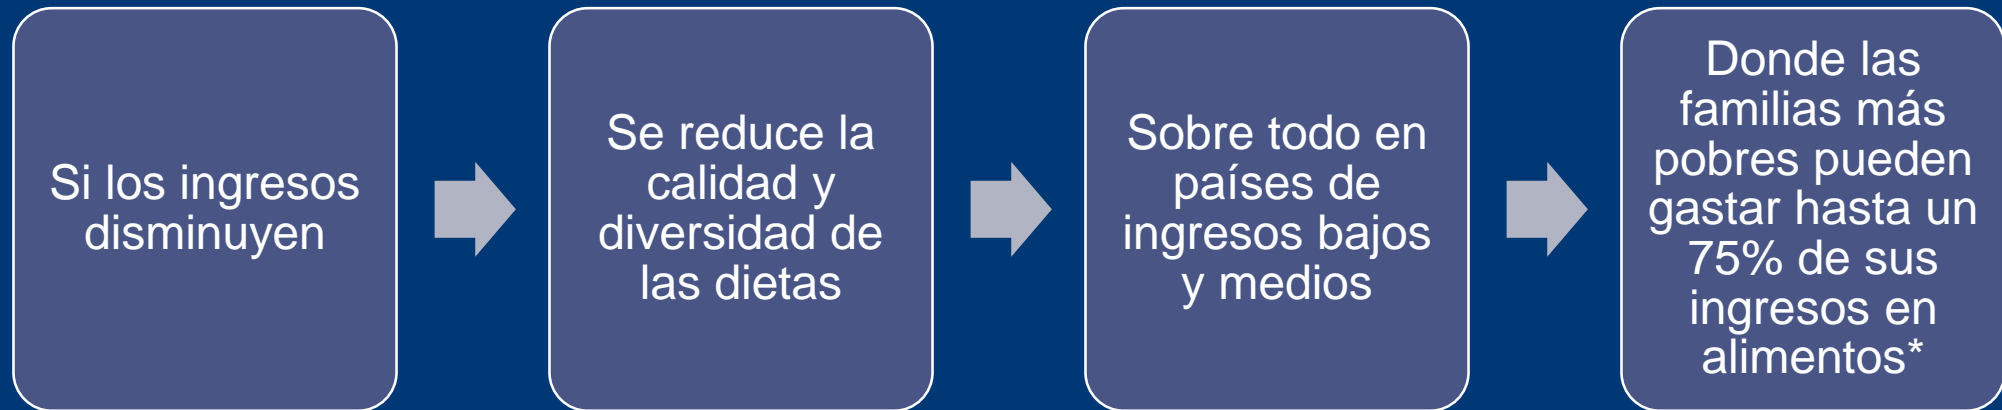 Si los ingresos
disminuyen
Se reduce la
calidad y
diversidad de
las dietas
Sobre todo en
países de
ingresos bajos
y medios
Donde las
familias más
pobres pueden
gastar hasta un
75% de sus
ingresos en
alimentos*